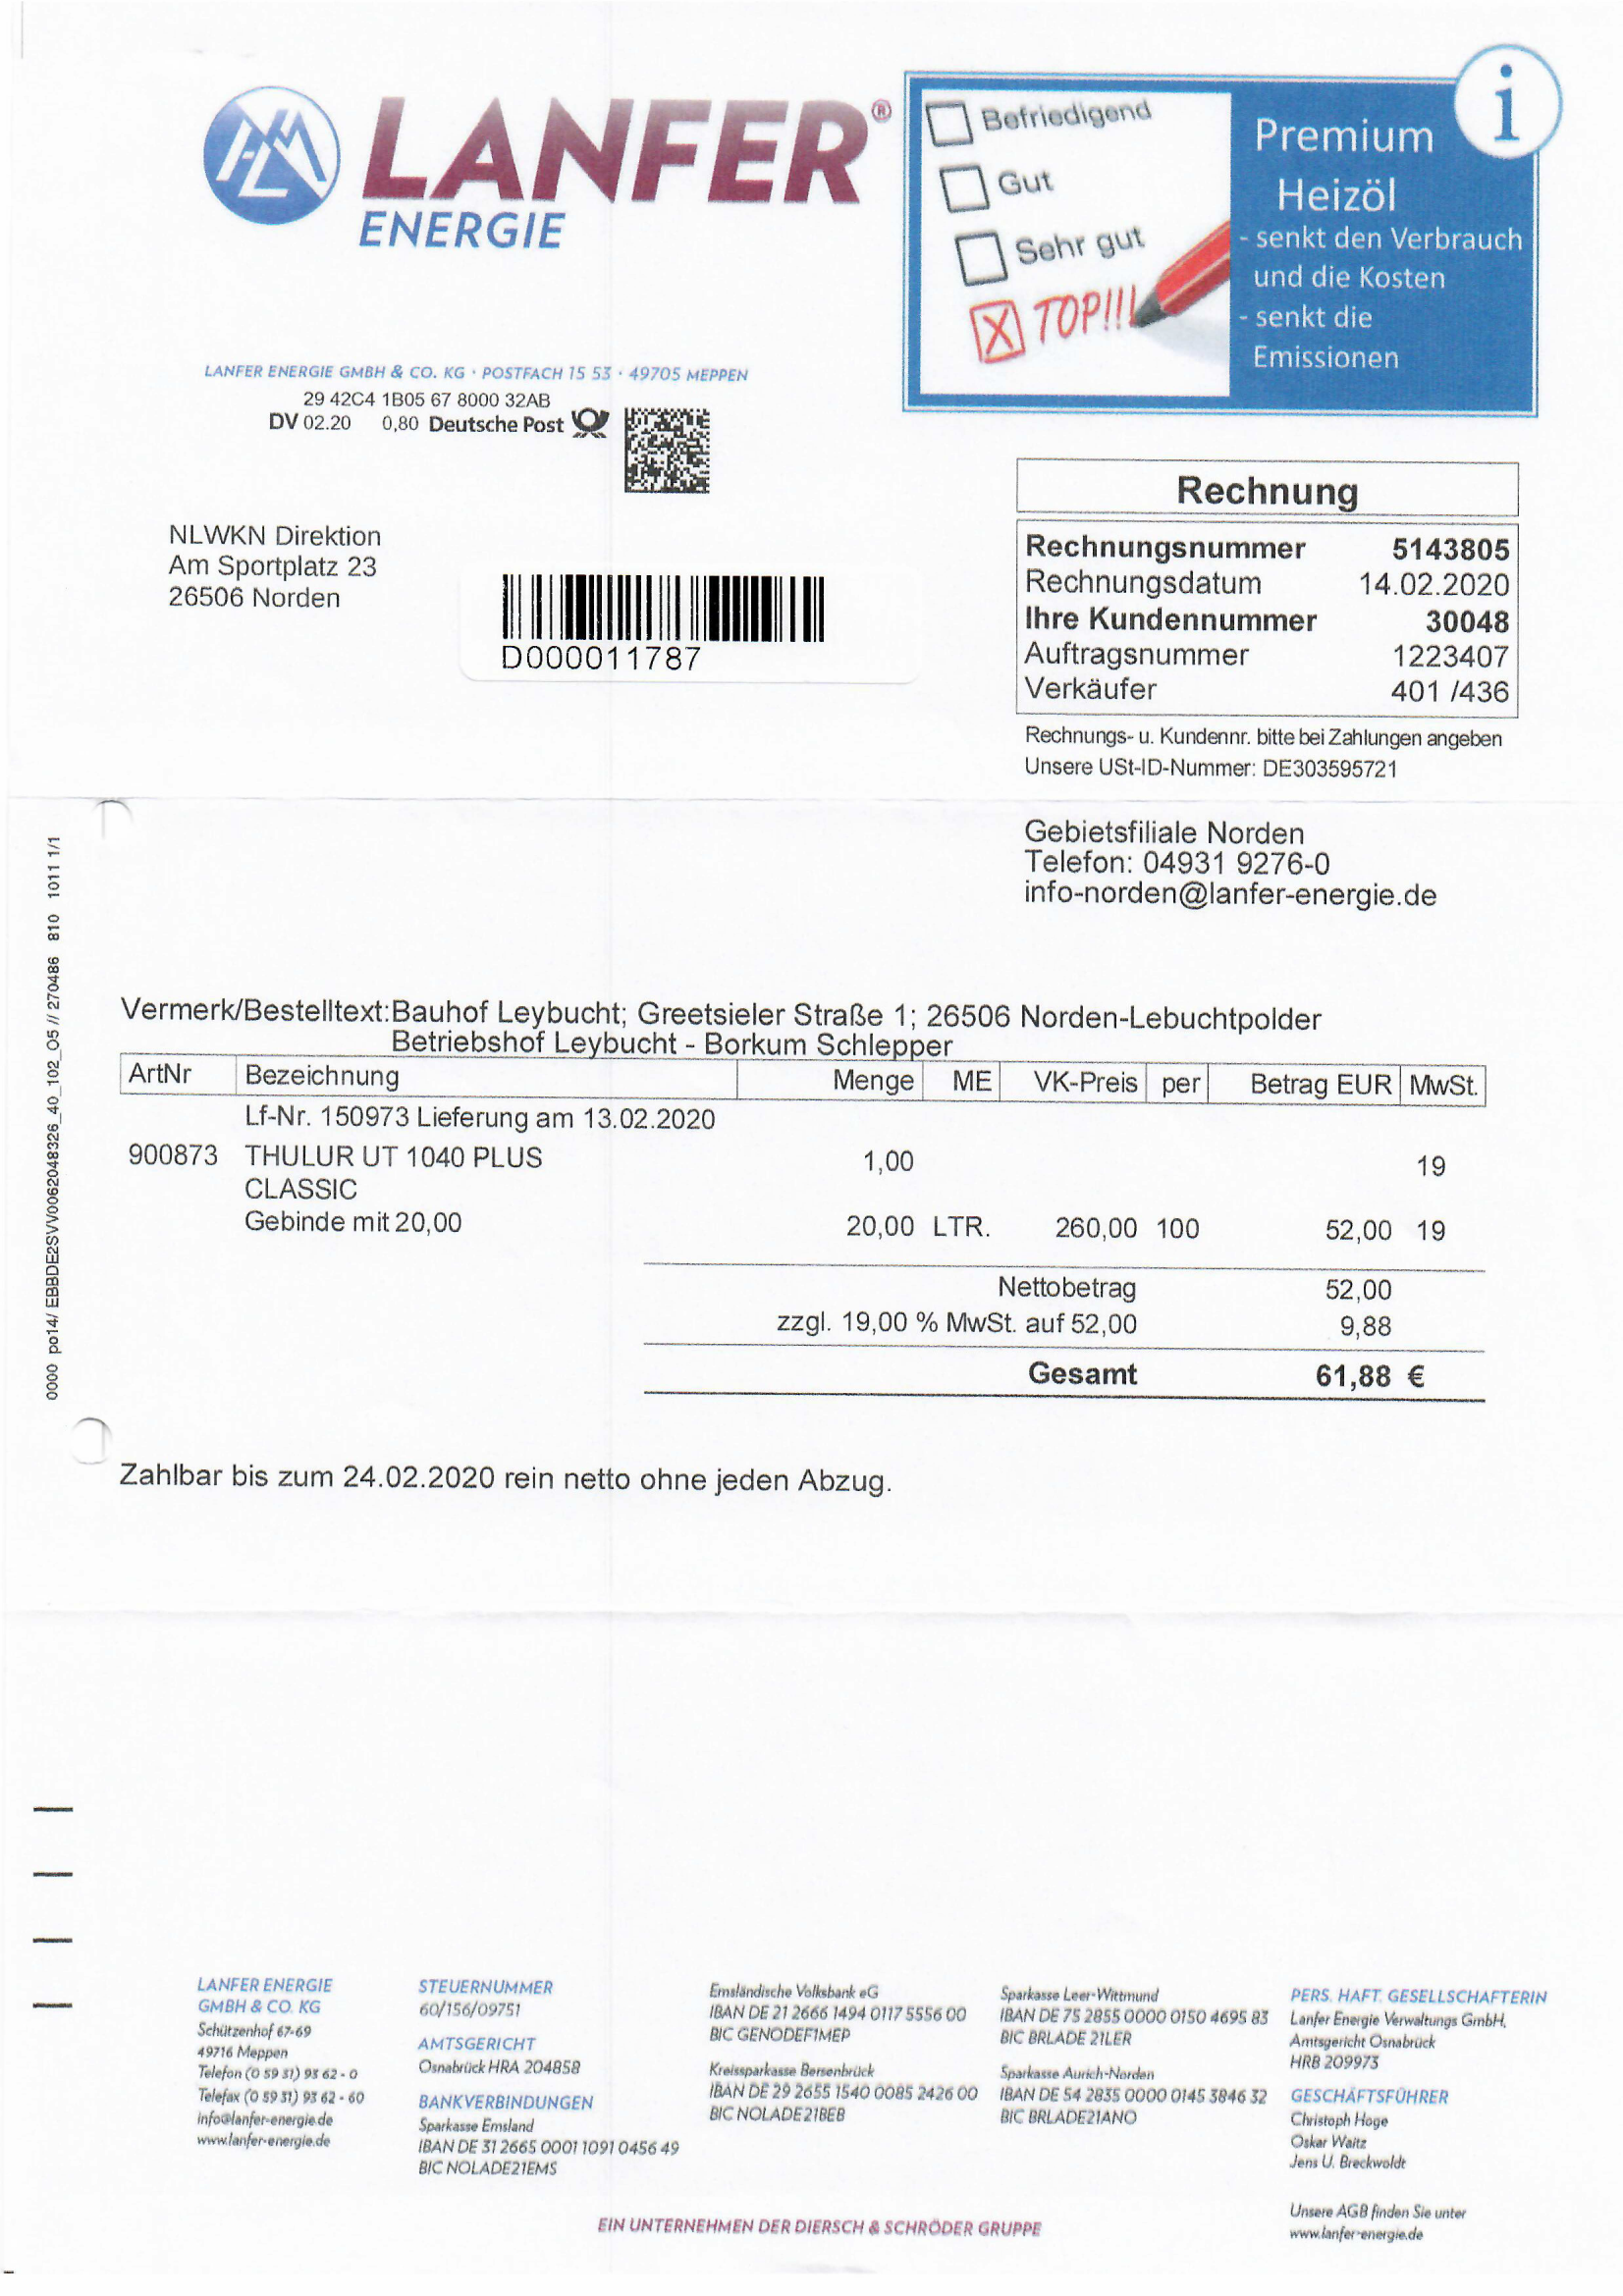 LANFER®
ENERGIE
Befriedigend
Gut
Sehr gut
X TOP!!!
i
Premium
Heizöl
- senkt den Verbrauch
und die Kosten
- senkt die
Emissionen
LANFER ENERGIE GMBH & CO. KG · POSTFACH 15 53 · 49705 MEPPEN
29 42C4 1B05 67 8000 32AB
DV 02.20 0,80 Deutsche Post
NLWKN Direktion
Am Sportplatz 23
26506 Norden
D000011787
Rechnung
Rechnungsnummer 5143805
Rechnungsdatum 14.02.2020
Ihre Kundennummer 30048
Auftragsnummer 1223407
Verkäufer 401 /436
Rechnungs- u. Kundennr. bitte bei Zahlungen angeben
Unsere USt-ID-Nummer: DE303595721
Gebietsfiliale Norden
Telefon: 04931 9276-0
info-norden@lanfer-energie.de
0000 po14/ EBBDE2SVV0062048326_40_102_O5 // 270486 810 1011 1/1
Vermerk/Bestelltext:Bauhof Leybucht; Greetsieler Straße 1; 26506 Norden-Lebuchtpolder
Betriebshof Leybucht - Borkum Schlepper
ArtNr Bezeichnung Menge ME VK-Preis per Betrag EUR MwSt.
Lf-Nr. 150973 Lieferung am 13.02.2020
900873 THULUR UT 1040 PLUS 1,00 19
CLASSIC
Gebinde mit 20,00 20,00 LTR. 260,00 100 52,00 19
Nettobetrag 52,00
zzgl. 19,00 % MwSt. auf 52,00 9,88
Gesamt 61,88 €
Zahlbar bis zum 24.02.2020 rein netto ohne jeden Abzug.
LANFER ENERGIE
GMBH & CO. KG
Schützenhof 67-69
49716 Meppen
Telefon (0 59 31) 93 62 - 0
Telefax (0 59 31) 93 62 - 60
info@lanfer-energie.de
www.lanfer-energie.de
STEUERNUMMER
60/156/09751
AMTSGERICHT
Osnabrück HRA 204858
BANKVERBINDUNGEN
Sparkasse Emsland
IBAN DE 31 2665 0001 1091 0456 49
BIC NOLADE21EMS
Emsländische Volksbank eG
IBAN DE 21 2666 1494 0117 5556 00
BIC GENODEF1MEP
Kreissparkasse Bersenbrück
IBAN DE 29 2655 1540 0085 2426 00
BIC NOLADE21BEB
Sparkasse Leer-Wittmund
IBAN DE 75 2855 0000 0150 4695 83
BIC BRLADE 21LER
Sparkasse Aurich-Norden
IBAN DE 54 2835 0000 0145 3846 32
BIC BRLADE21ANO
PERS. HAFT. GESELLSCHAFTERIN
Lanfer Energie Verwaltungs GmbH,
Amtsgericht Osnabrück
HRB 209973
GESCHÄFTSFÜHRER
Christoph Hoge
Oskar Waitz
Jens U. Breckwoldt
Unsere AGB finden Sie unter
www.lanfer-energie.de
EIN UNTERNEHMEN DER DIERSCH & SCHRÖDER GRUPPE